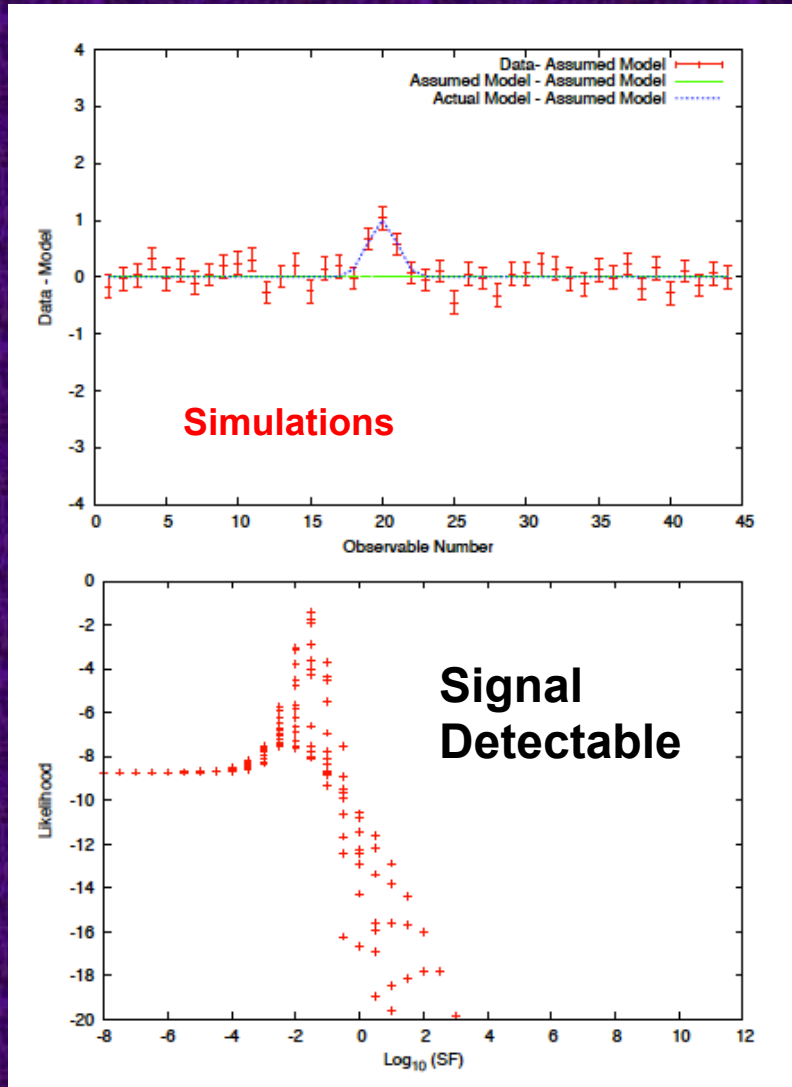 4
3
2
1
0
-1
-2
-3
-4
Data - Model
Data- Assumed Model
Assumed Model - Assumed Model
Actual Model - Assumed Model
Simulations
0 5 10 15 20 25 30 35 40 45
Observable Number
0
-2
-4
-6
-8
-10
-12
-14
-16
-18
-20
Likelihood
Signal
Detectable
-8 -6 -4 -2 0 2 4 6 8 10 12
Log10 (SF)